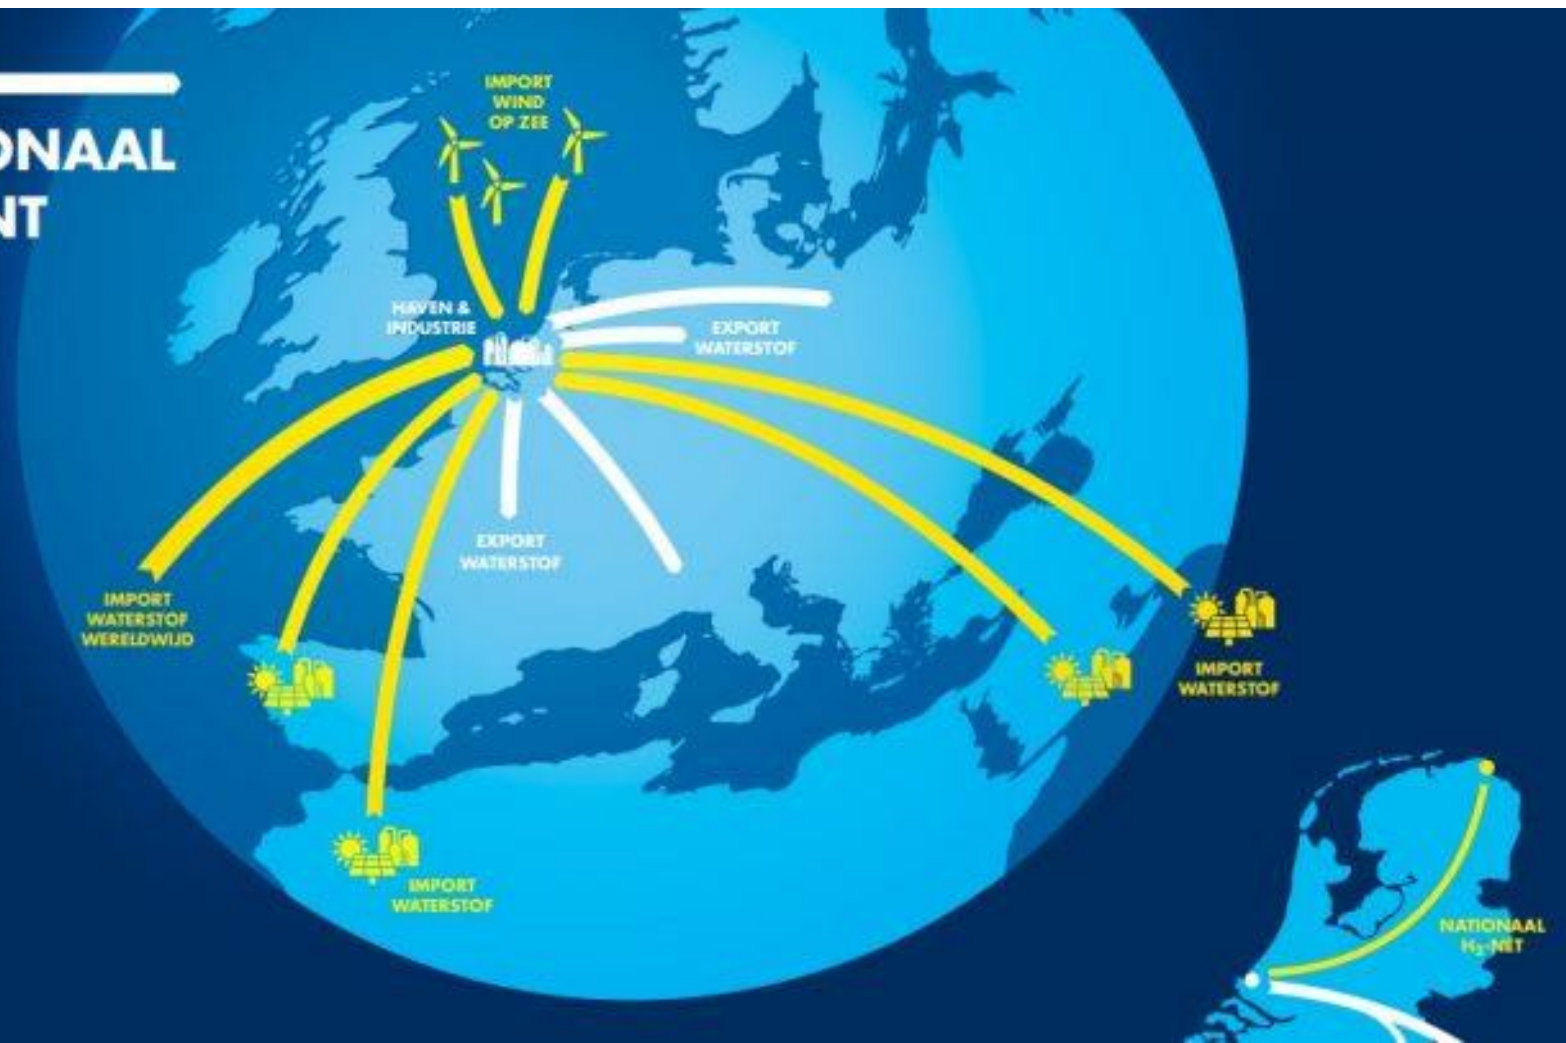 ONAAL
NT
IMPORT
WIND
OP ZEE
HAVEN &
INDUSTRIE
EXPORT
WATERSTOF
EXPORT
WATERSTOF
IMPORT
WATERSTOF
WERELDWIJD
IMPORT
WATERSTOF
IMPORT
WATERSTOF
NATIONAAL
H₂-NET